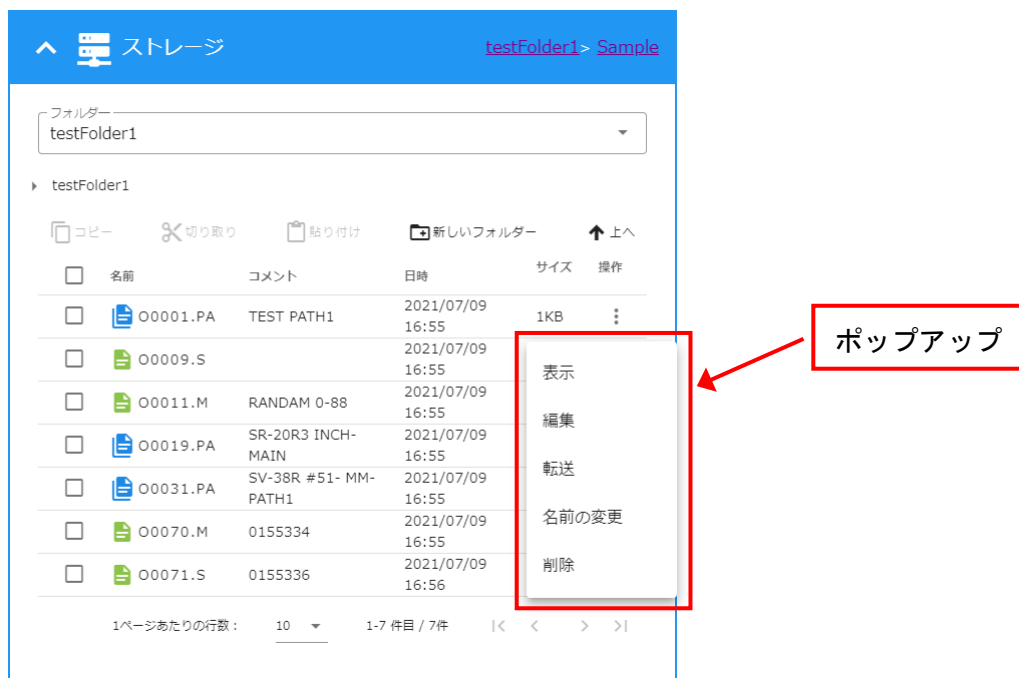 ストレージ
testFolder1> Sample
フォルダー
testFolder1
testFolder1
コピー 切り取り 貼り付け 新しいフォルダー 上へ
名前 コメント 日時 サイズ 操作
O0001.PA TEST PATH1 2021/07/09 16:55 1KB
O0009.S 2021/07/09 16:55
O0011.M RANDAM 0-88 2021/07/09 16:55
O0019.PA SR-20R3 INCH-MAIN 2021/07/09 16:55
O0031.PA SV-38R #51- MM-PATH1 2021/07/09 16:55
O0070.M 0155334 2021/07/09 16:55
O0071.S 0155336 2021/07/09 16:56
表示
編集
転送
名前の変更
削除
ポップアップ
1ページあたりの行数： 10 1-7 件目 / 7件